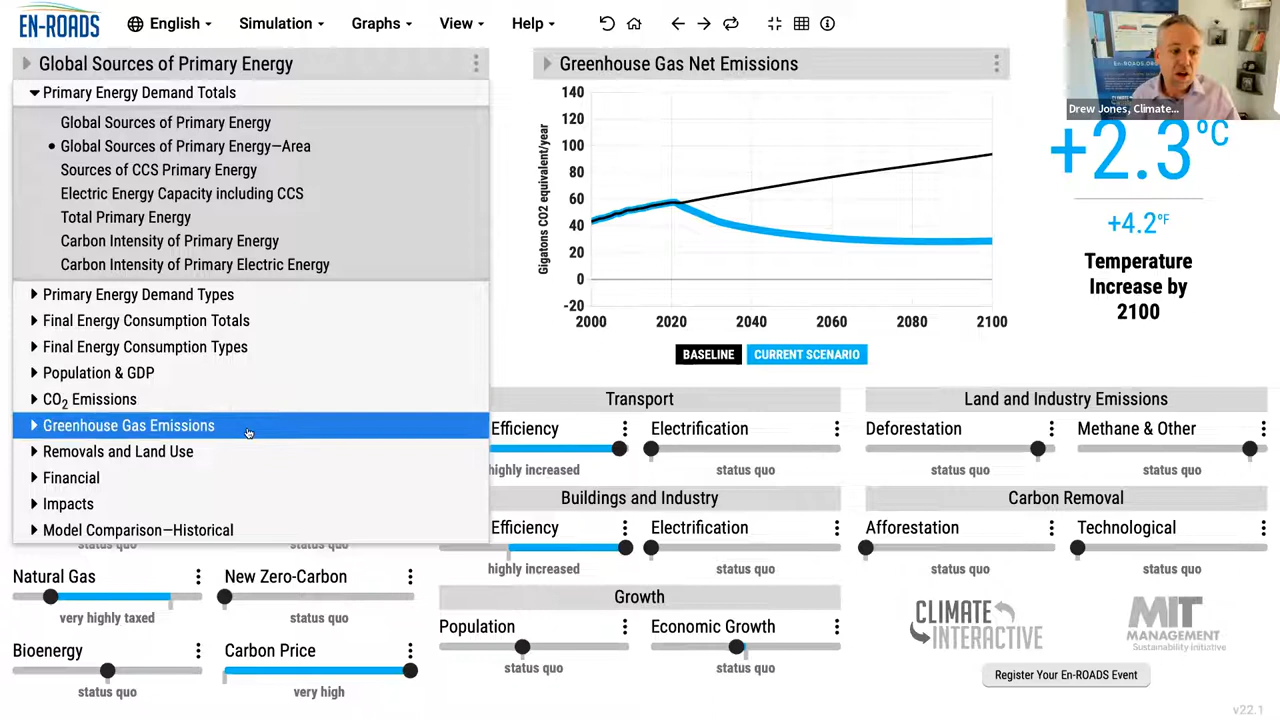 EN-ROADS
English
Simulation
Graphs
View
Help
Global Sources of Primary Energy
Primary Energy Demand Totals
Global Sources of Primary Energy
Global Sources of Primary Energy—Area
Sources of CCS Primary Energy
Electric Energy Capacity including CCS
Total Primary Energy
Carbon Intensity of Primary Energy
Carbon Intensity of Primary Electric Energy
Primary Energy Demand Types
Final Energy Consumption Totals
Final Energy Consumption Types
Population & GDP
CO2 Emissions
Greenhouse Gas Emissions
Removals and Land Use
Financial
Impacts
Model Comparison—Historical
Greenhouse Gas Net Emissions
Gigatons CO2 equivalent/year
140
120
100
80
60
40
20
0
-20
2000 2020 2040 2060 2080 2100
BASELINE
CURRENT SCENARIO
Drew Jones, Climate...
+2.3°C
+4.2°F
Temperature
Increase by
2100
status quo status quo
Natural Gas
very highly taxed
New Zero-Carbon
status quo
Bioenergy
status quo
Carbon Price
very high
Transport
Efficiency
highly increased
Electrification
status quo
Buildings and Industry
Efficiency
highly increased
Electrification
status quo
Growth
Population
status quo
Economic Growth
status quo
Land and Industry Emissions
Deforestation
status quo
Methane & Other
status quo
Carbon Removal
Afforestation
status quo
Technological
status quo
CLIMATE
INTERACTIVE
MIT
MANAGEMENT
Sustainability Initiative
Register Your En-ROADS Event
v22.1